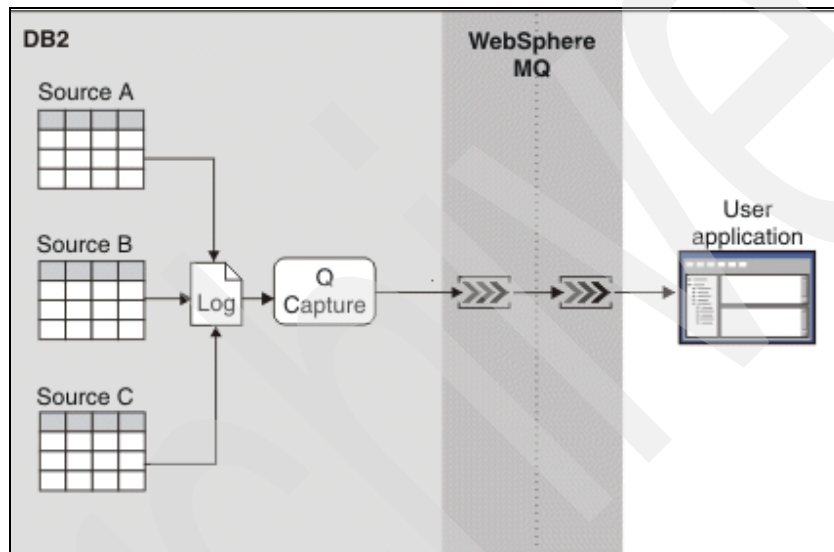 DB2
WebSphere
MQ
Source A
Source B
Source C
Log
Q
Capture
User
application